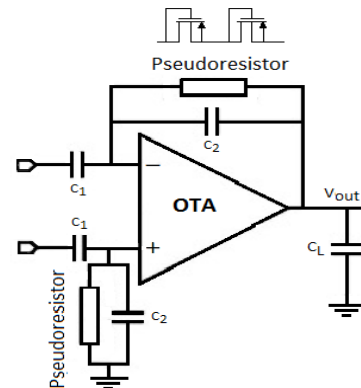 Pseudoresistor
C2
C1
−
OTA
Vout
C1
+
CL
Pseudoresistor
C2